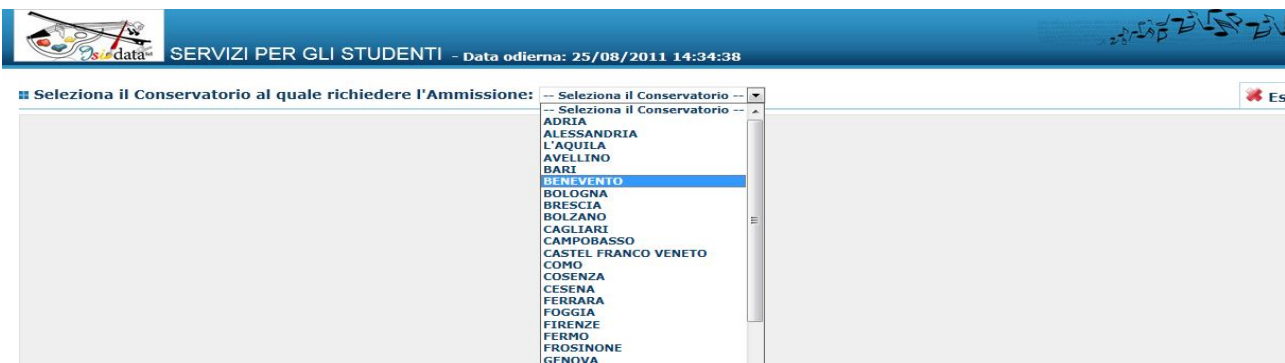 Isidata
SERVIZI PER GLI STUDENTI - Data odierna: 25/08/2011 14:34:38
Seleziona il Conservatorio al quale richiedere l'Ammissione: -- Seleziona il Conservatorio --
Es
-- Seleziona il Conservatorio --
ADRIA
ALESSANDRIA
L'AQUILA
AVELLINO
BARI
BENEVENTO
BOLOGNA
BRESCIA
BOLZANO
CAGLIARI
CAMPOBASSO
CASTEL FRANCO VENETO
COMO
COSENZA
CESENA
FERRARA
FOGGIA
FIRENZE
FERMO
FROSINONE
GENOVA